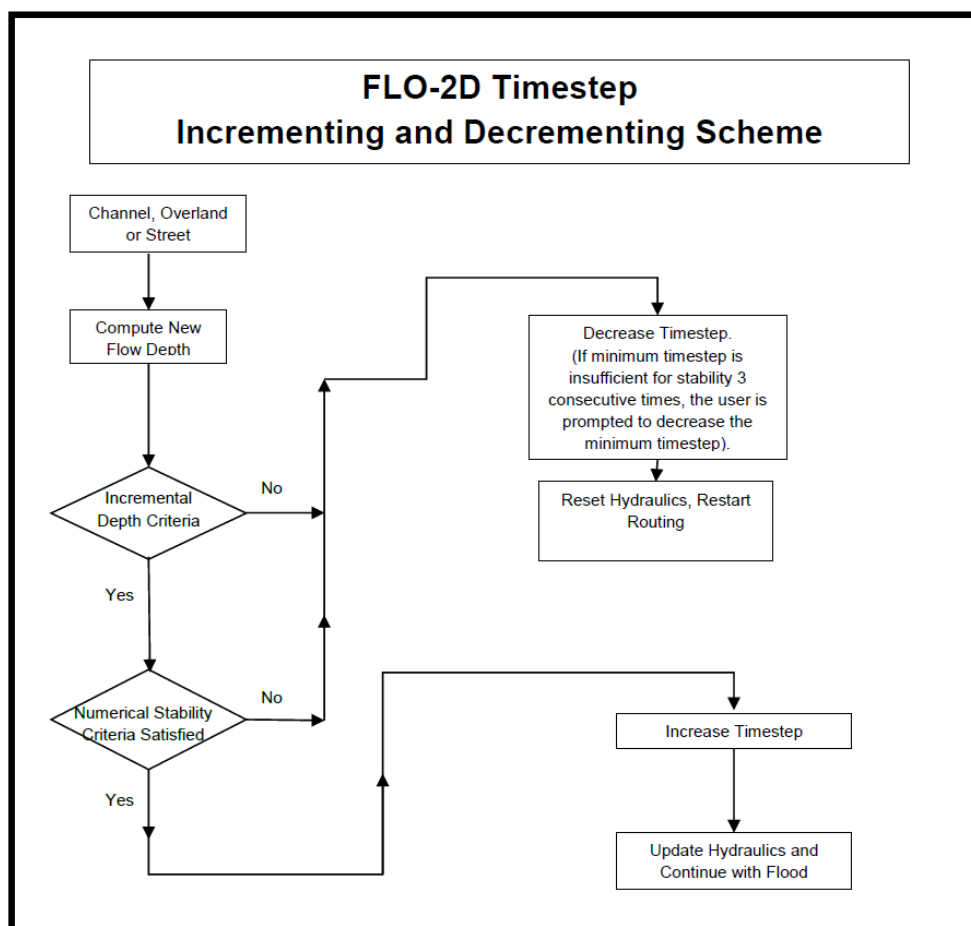 FLO-2D Timestep
Incrementing and Decrementing Scheme
Channel, Overland
or Street
Compute New
Flow Depth
Incremental
Depth Criteria
No
Yes
Numerical Stability
Criteria Satisfied
No
Yes
Decrease Timestep.
(If minimum timestep is
insufficient for stability 3
consecutive times, the user is
prompted to decrease the
minimum timestep).
Reset Hydraulics, Restart
Routing
Increase Timestep
Update Hydraulics and
Continue with Flood